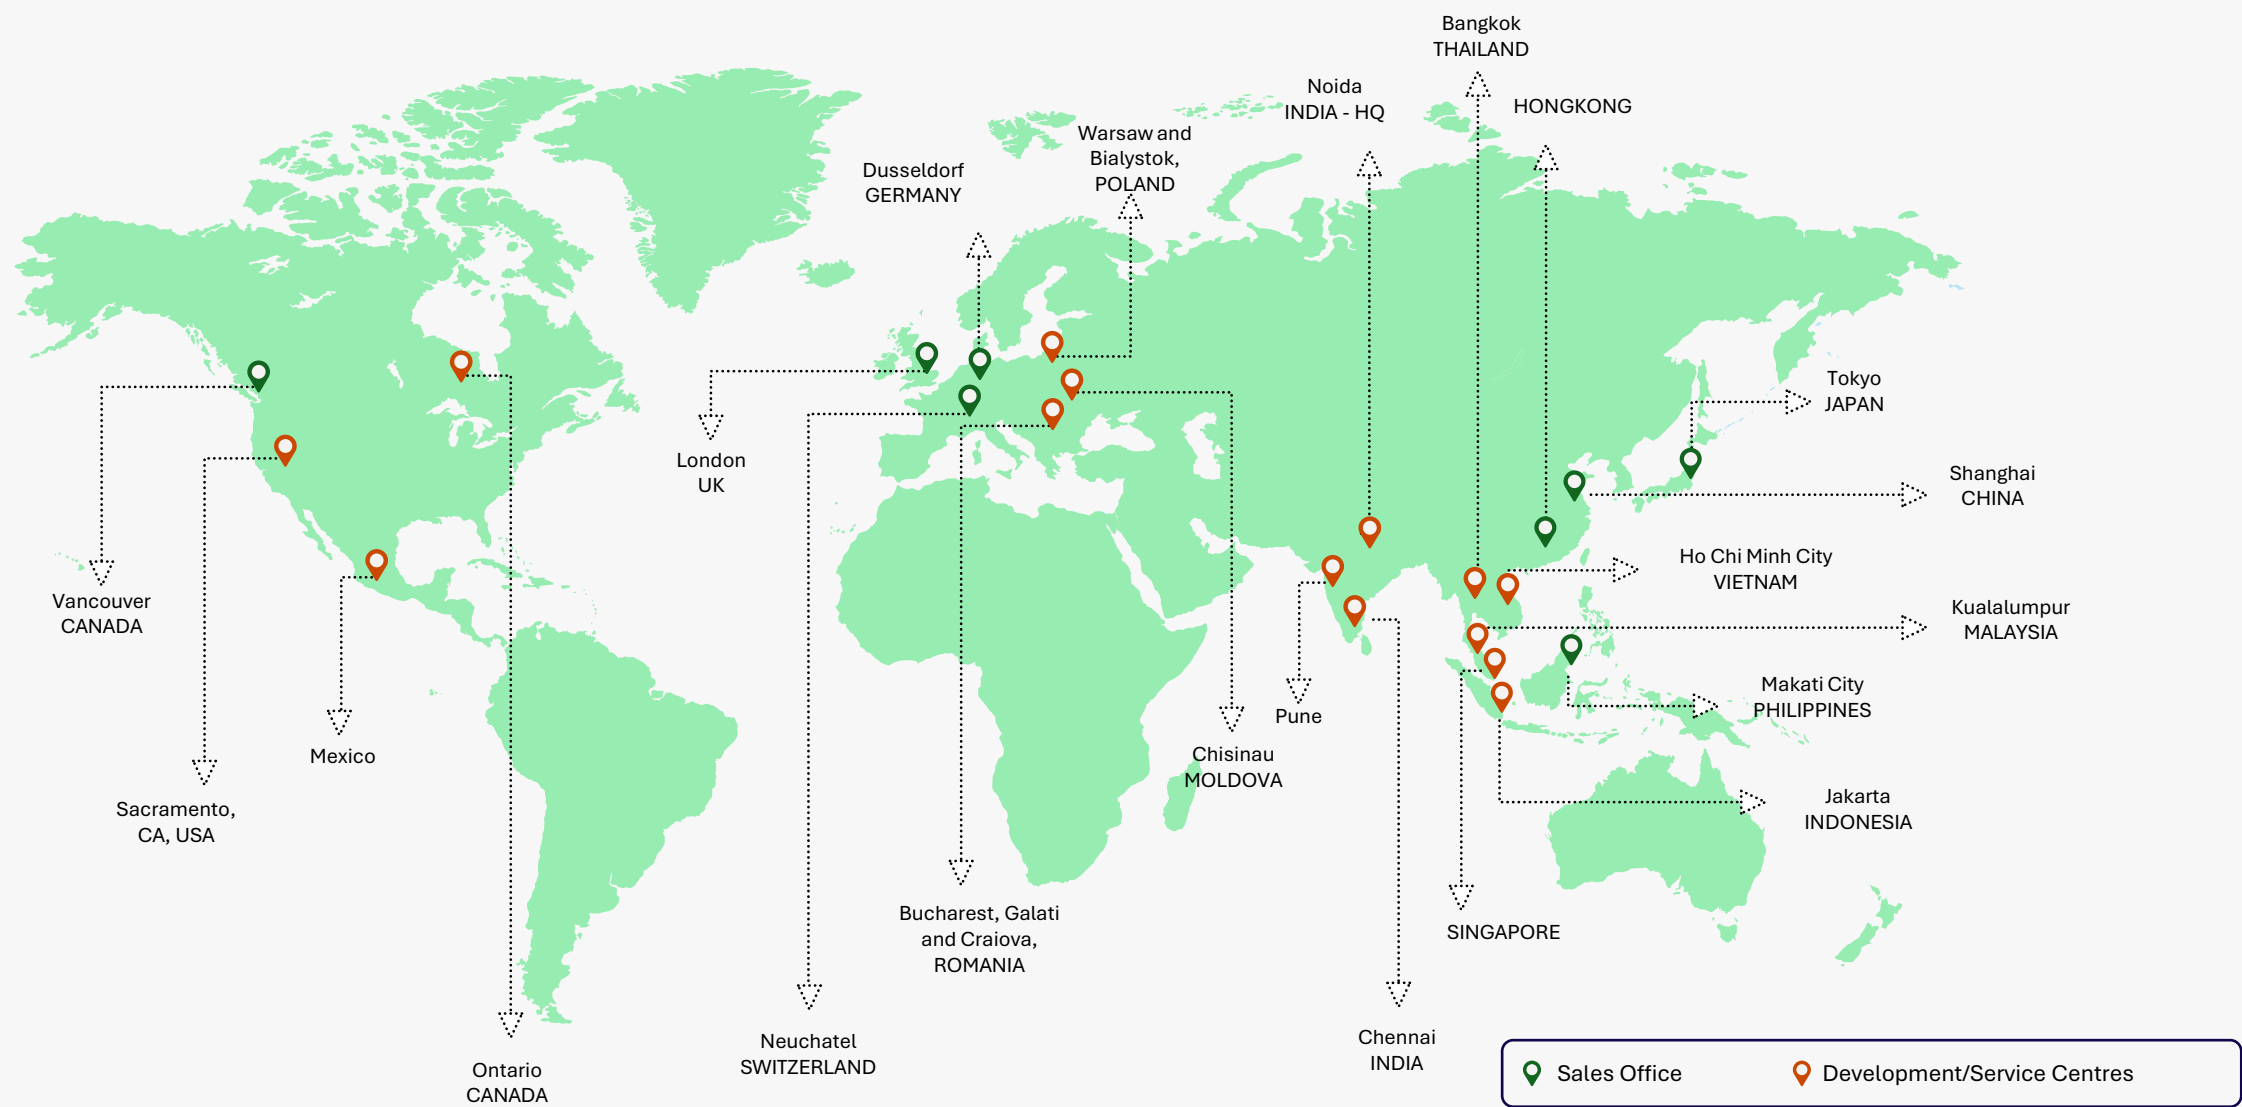 Bangkok
THAILAND
Noida
INDIA - HQ
HONGKONG
Warsaw and
Bialystok,
POLAND
Dusseldorf
GERMANY
Tokyo
JAPAN
London
UK
Shanghai
CHINA
Ho Chi Minh City
VIETNAM
Vancouver
CANADA
Kualalumpur
MALAYSIA
Makati City
PHILIPPINES
Pune
Mexico
Chisinau
MOLDOVA
Sacramento,
CA, USA
Jakarta
INDONESIA
Bucharest, Galati
and Craiova,
ROMANIA
SINGAPORE
Neuchatel
SWITZERLAND
Chennai
INDIA
Ontario
CANADA
Sales Office
Development/Service Centres